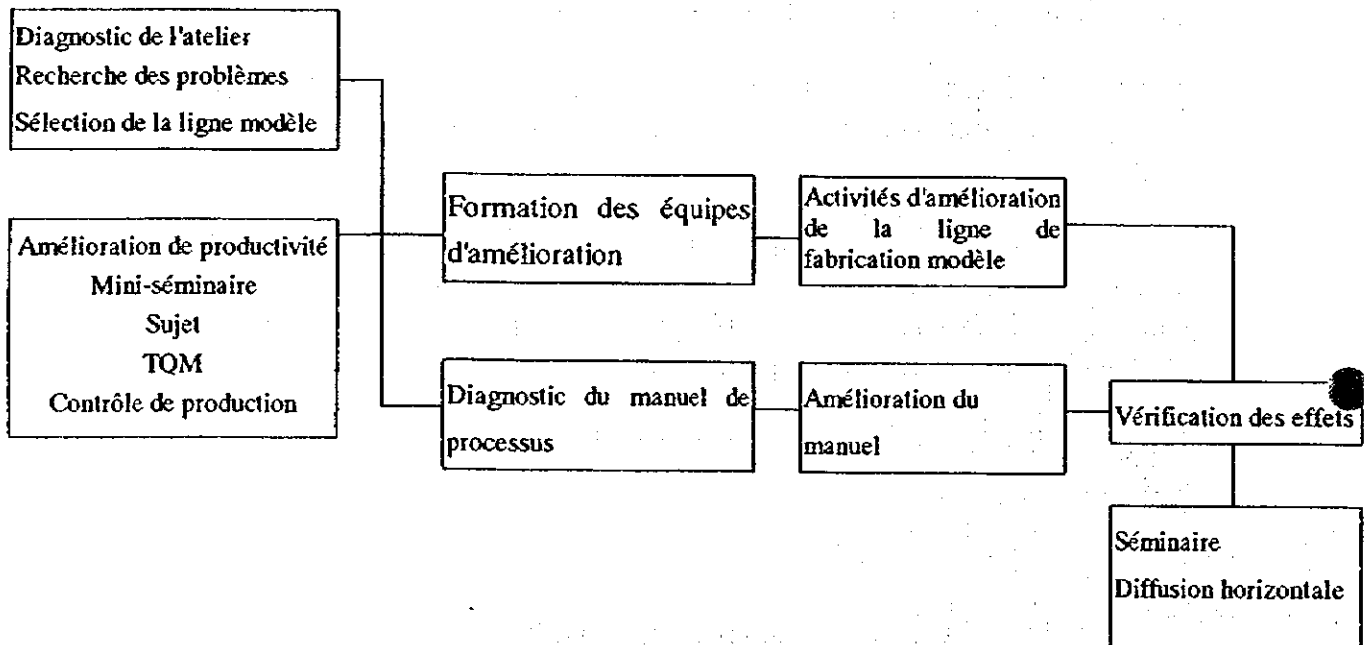 Diagnostic de l'atelier
Recherche des problèmes
Sélection de la ligne modèle
Amélioration de productivité
Mini-séminaire
Sujet
TQM
Contrôle de production
Formation des équipes
d'amélioration
Activités d'amélioration
de la ligne de
fabrication modèle
Diagnostic du manuel de
processus
Amélioration du
manuel
Vérification des effets
Séminaire
Diffusion horizontale